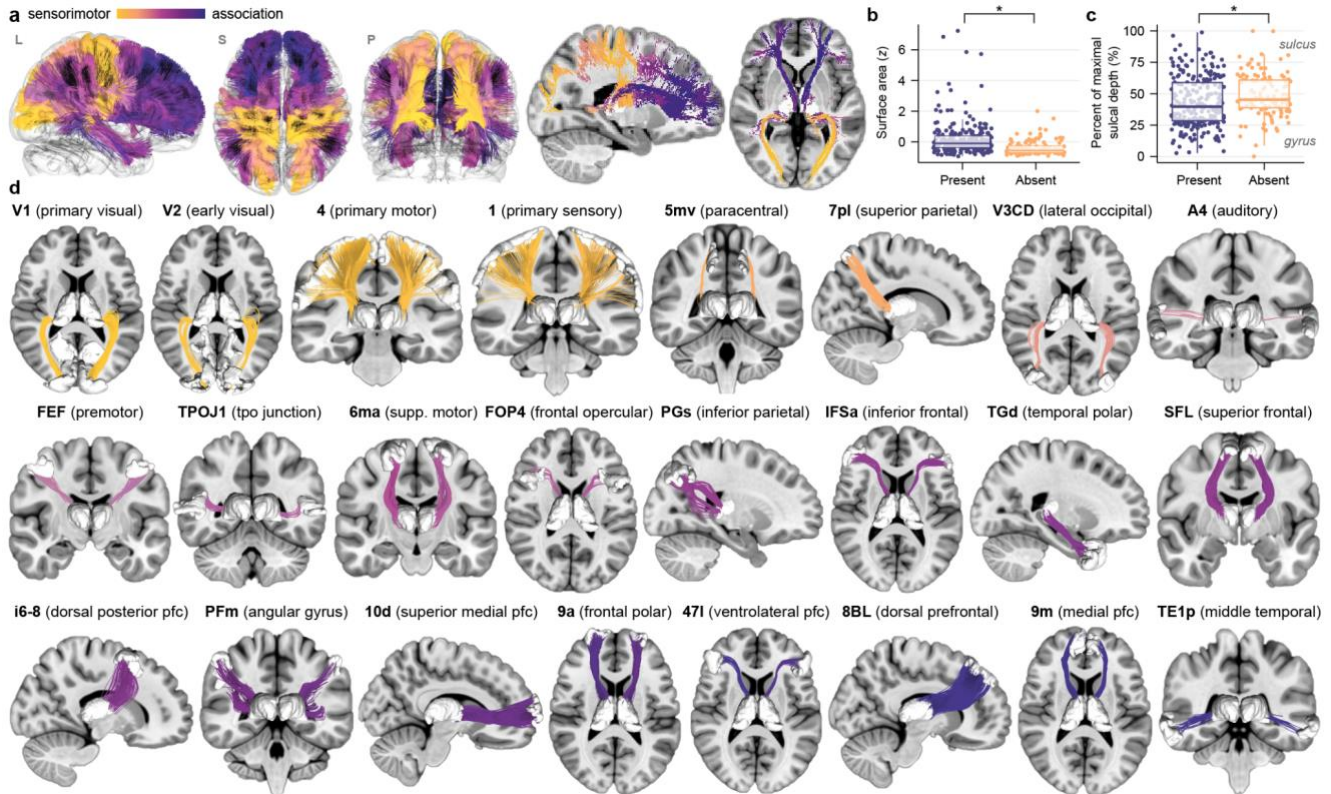 a sensorimotor association
L S P
b
*
Surface area (z)
6
4
2
0
Present Absent
c
*
Percent of maximal
sulcal depth (%)
100
75
50
25
0
sulcus
gyrus
Present Absent
d
V1 (primary visual) V2 (early visual) 4 (primary motor) 1 (primary sensory) 5mv (paracentral) 7pl (superior parietal) V3CD (lateral occipital) A4 (auditory)
FEF (premotor) TPOJ1 (tpo junction) 6ma (supp. motor) FOP4 (frontal opercular) PGs (inferior parietal) IFSa (inferior frontal) TGd (temporal polar) SFL (superior frontal)
i6-8 (dorsal posterior pfc) PFm (angular gyrus) 10d (superior medial pfc) 9a (frontal polar) 47l (ventrolateral pfc) 8BL (dorsal prefrontal) 9m (medial pfc) TE1p (middle temporal)